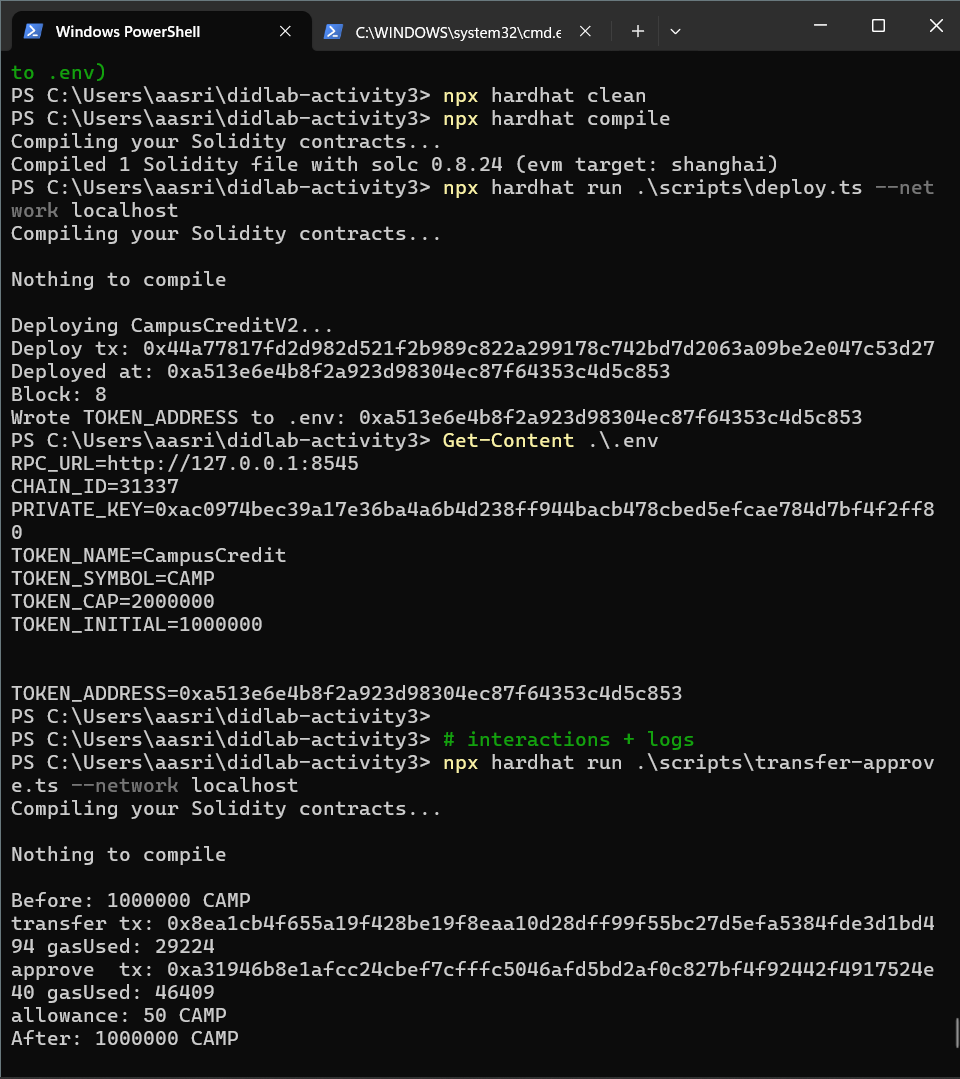 Windows PowerShell
C:\WINDOWS\system32\cmd.e
to .env)
PS C:\Users\aasri\didlab-activity3> npx hardhat clean
PS C:\Users\aasri\didlab-activity3> npx hardhat compile
Compiling your Solidity contracts...
Compiled 1 Solidity file with solc 0.8.24 (evm target: shanghai)
PS C:\Users\aasri\didlab-activity3> npx hardhat run .\scripts\deploy.ts --net
work localhost
Compiling your Solidity contracts...
Nothing to compile
Deploying CampusCreditV2...
Deploy tx: 0x44a77817fd2d982d521f2b989c822a299178c742bd7d2063a09be2e047c53d27
Deployed at: 0xa513e6e4b8f2a923d98304ec87f64353c4d5c853
Block: 8
Wrote TOKEN_ADDRESS to .env: 0xa513e6e4b8f2a923d98304ec87f64353c4d5c853
PS C:\Users\aasri\didlab-activity3> Get-Content .\.env
RPC_URL=http://127.0.0.1:8545
CHAIN_ID=31337
PRIVATE_KEY=0xac0974bec39a17e36ba4a6b4d238ff944bacb478cbed5efcae784d7bf4f2ff8
0
TOKEN_NAME=CampusCredit
TOKEN_SYMBOL=CAMP
TOKEN_CAP=2000000
TOKEN_INITIAL=1000000
TOKEN_ADDRESS=0xa513e6e4b8f2a923d98304ec87f64353c4d5c853
PS C:\Users\aasri\didlab-activity3>
PS C:\Users\aasri\didlab-activity3> # interactions + logs
PS C:\Users\aasri\didlab-activity3> npx hardhat run .\scripts\transfer-approv
e.ts --network localhost
Compiling your Solidity contracts...
Nothing to compile
Before: 1000000 CAMP
transfer tx: 0x8ea1cb4f655a19f428be19f8eaa10d28dff99f55bc27d5efa5384fde3d1bd4
94 gasUsed: 29224
approve  tx: 0xa31946b8e1afcc24cbef7cfffc5046afd5bd2af0c827bf4f92442f4917524e
40 gasUsed: 46409
allowance: 50 CAMP
After: 1000000 CAMP